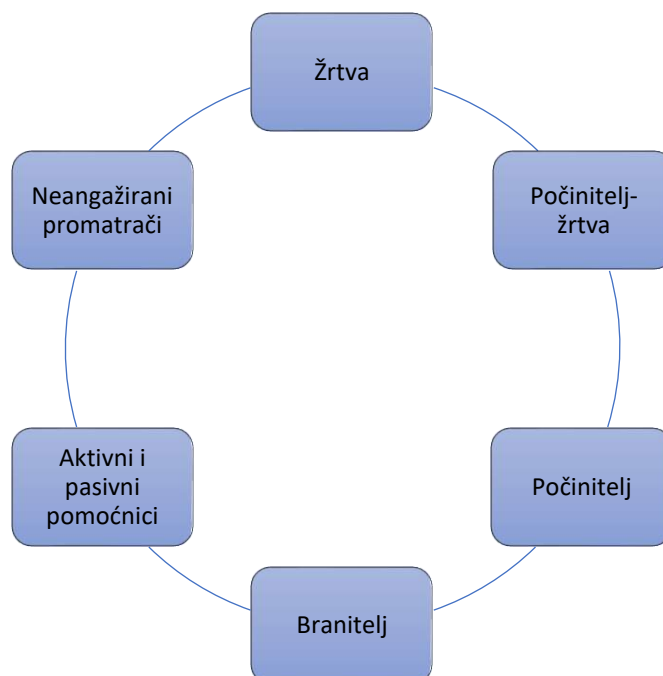 Žrtva
Počinitelj-
žrtva
Počinitelj
Branitelj
Aktivni i
pasivni
pomoćnici
Neangažirani
promatrači